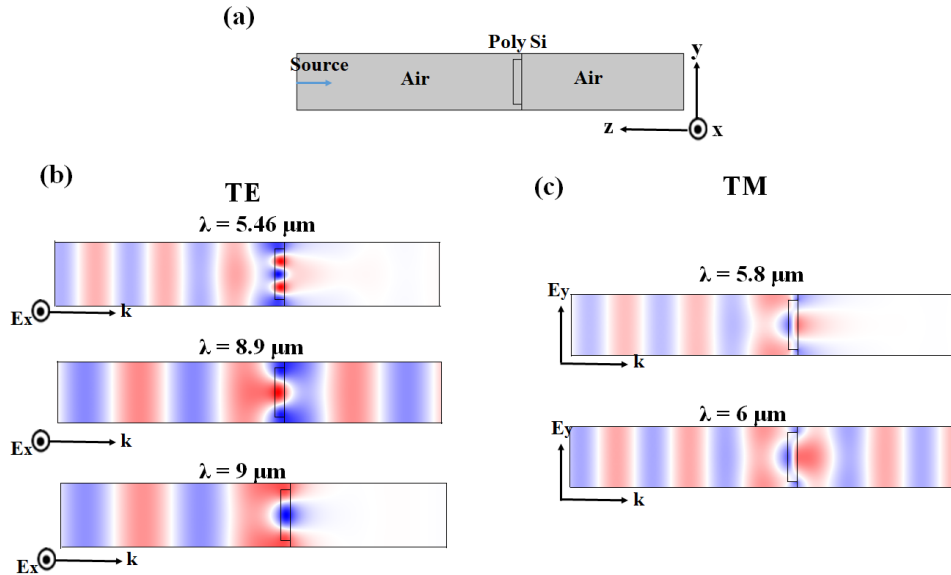 (a)
Poly Si
Source
Air
Air
y
z
x
(b)
TE
λ = 5.46 μm
Ex
k
λ = 8.9 μm
Ex
k
λ = 9 μm
Ex
k
(c)
TM
λ = 5.8 μm
Ey
k
λ = 6 μm
Ey
k